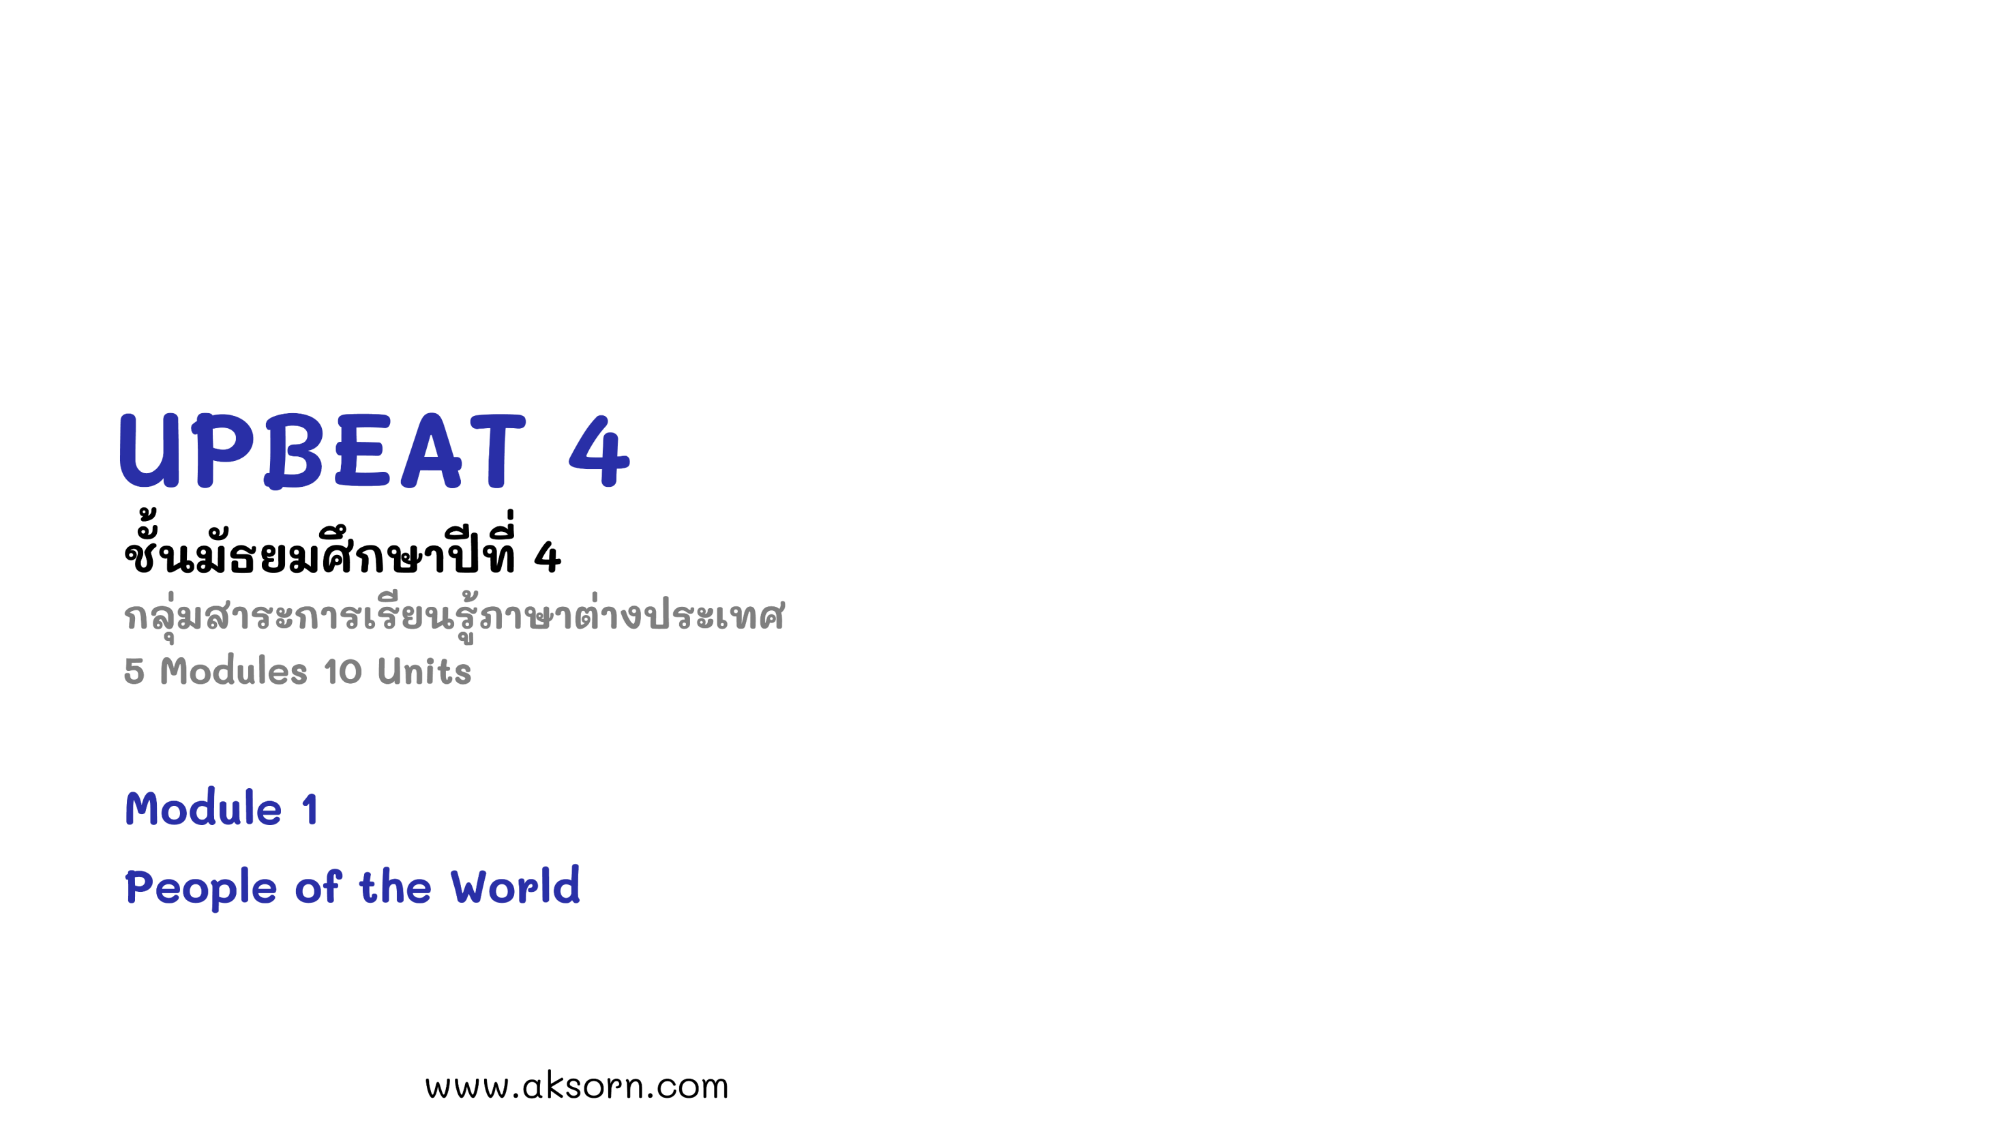 UPBEAT 4
ชั้นมัธยมศึกษาปีที่ 4
กลุ่มสาระการเรียนรู้ภาษาต่างประเทศ
5 Modules 10 Units
Module 1
People of the World
www.aksorn.com